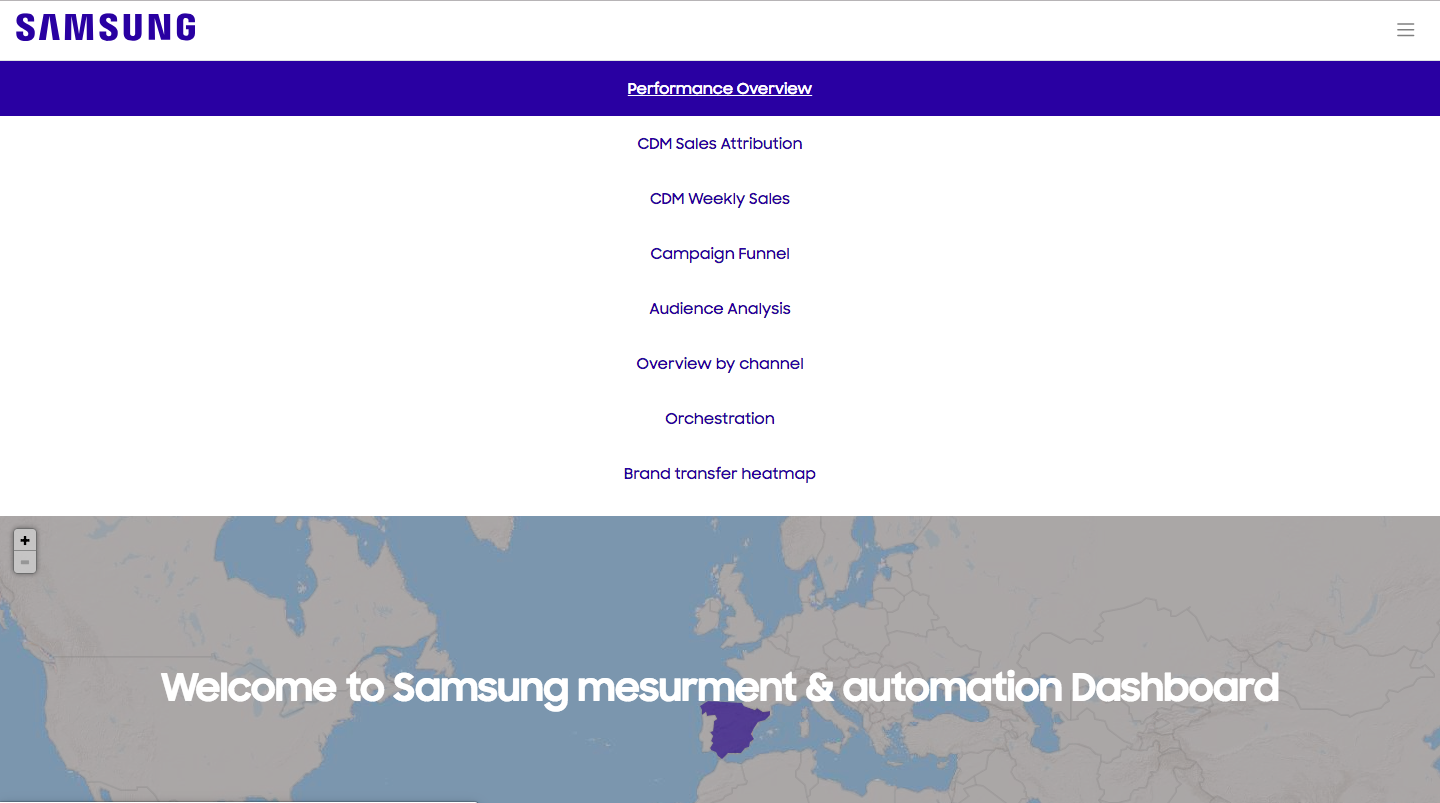 SAMSUNG
Performance Overview
CDM Sales Attribution
CDM Weekly Sales
Campaign Funnel
Audience Analysis
Overview by channel
Orchestration
Brand transfer heatmap
+
-
Welcome to Samsung mesurment & automation Dashboard